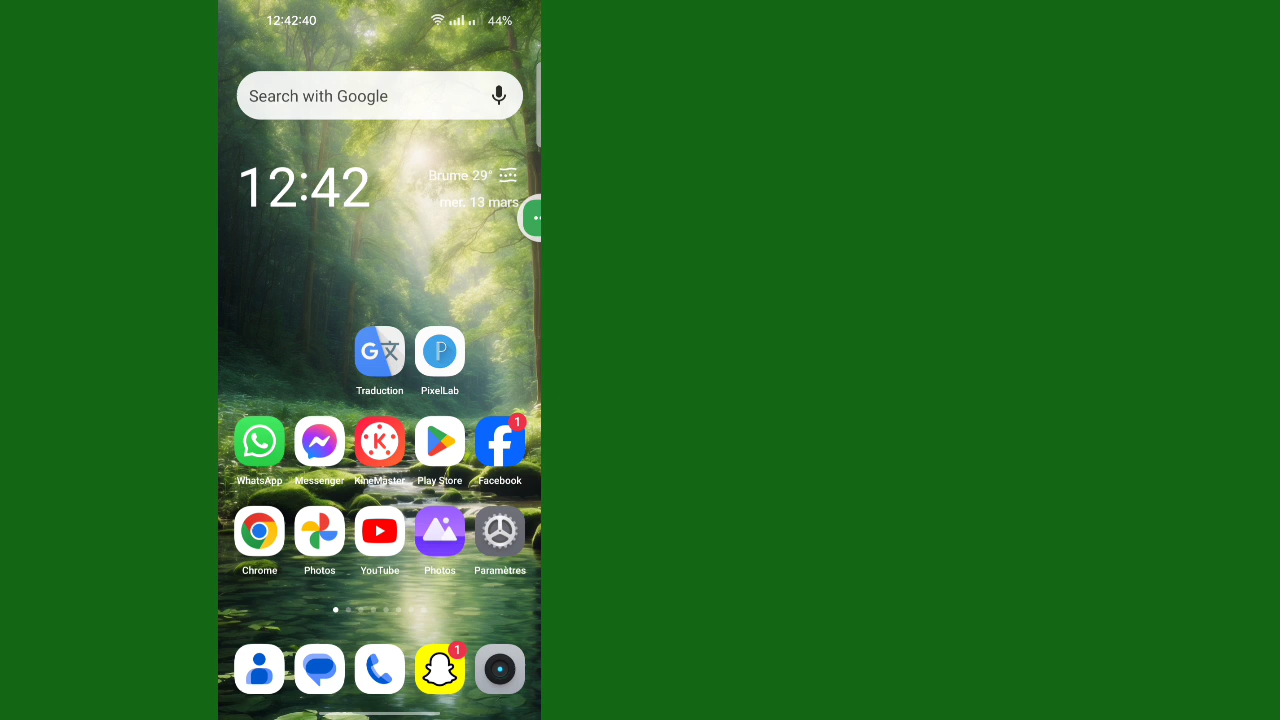 12:42:40 44%
Search with Google
12:42
Brume 29°
mer. 13 mars
Traduction PixelLab
1
WhatsApp Messenger KineMaster Play Store Facebook
Chrome Photos YouTube Photos Paramètres
1